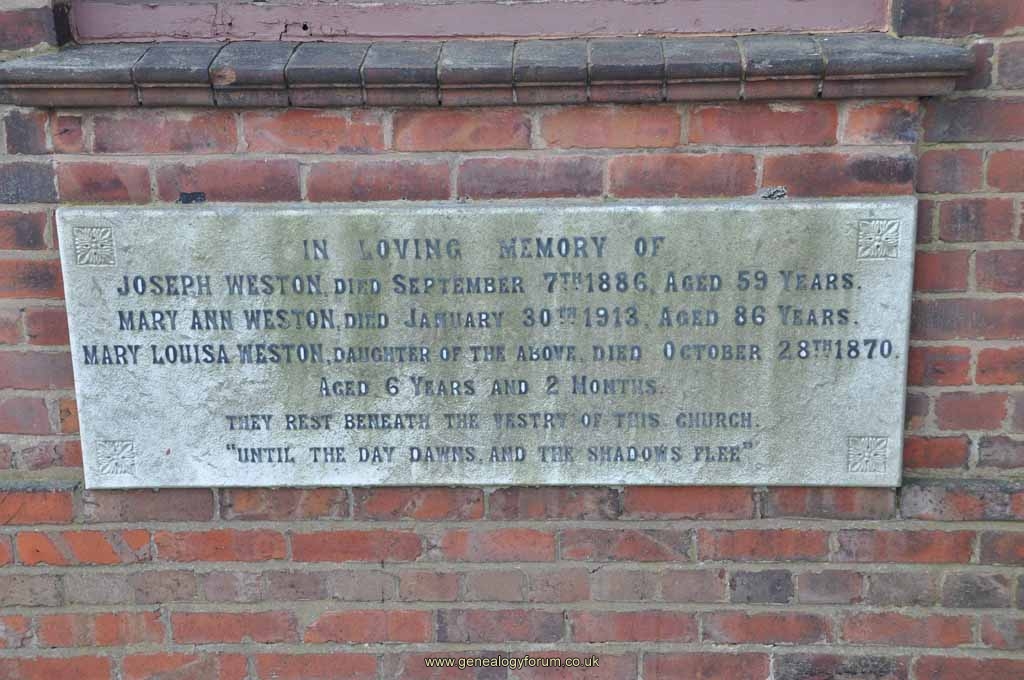 IN LOVING MEMORY OF
JOSEPH WESTON, DIED SEPTEMBER 7TH 1886, AGED 59 YEARS.
MARY ANN WESTON, DIED JANUARY 30TH 1913, AGED 86 YEARS.
MARY LOUISA WESTON, DAUGHTER OF THE ABOVE, DIED OCTOBER 28TH 1870.
AGED 6 YEARS AND 2 MONTHS.
THEY REST BENEATH THE VESTRY OF THIS CHURCH.
"UNTIL THE DAY DAWNS, AND THE SHADOWS FLEE"
www.genealogyforum.co.uk